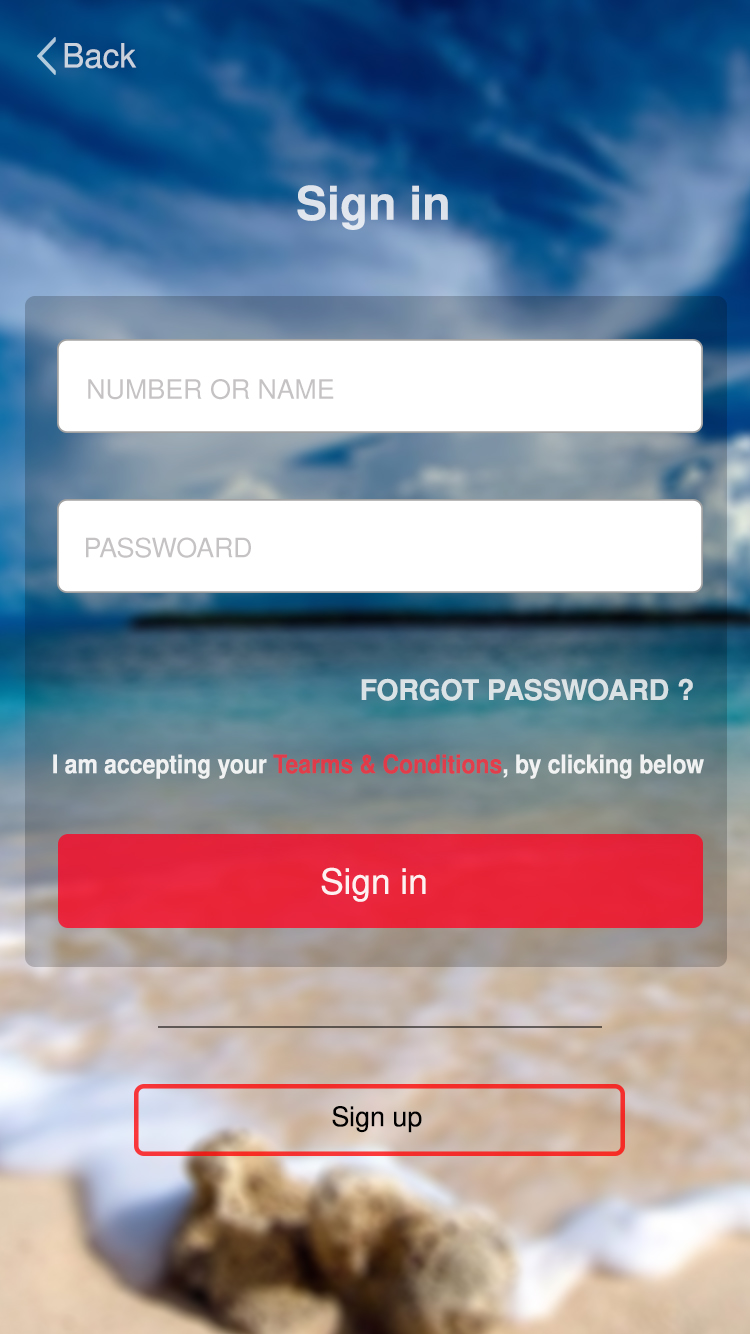 Back
Sign in
NUMBER OR NAME
PASSWOARD
FORGOT PASSWOARD ?
I am accepting your Tearms & Conditions, by clicking below
Sign in
Sign up